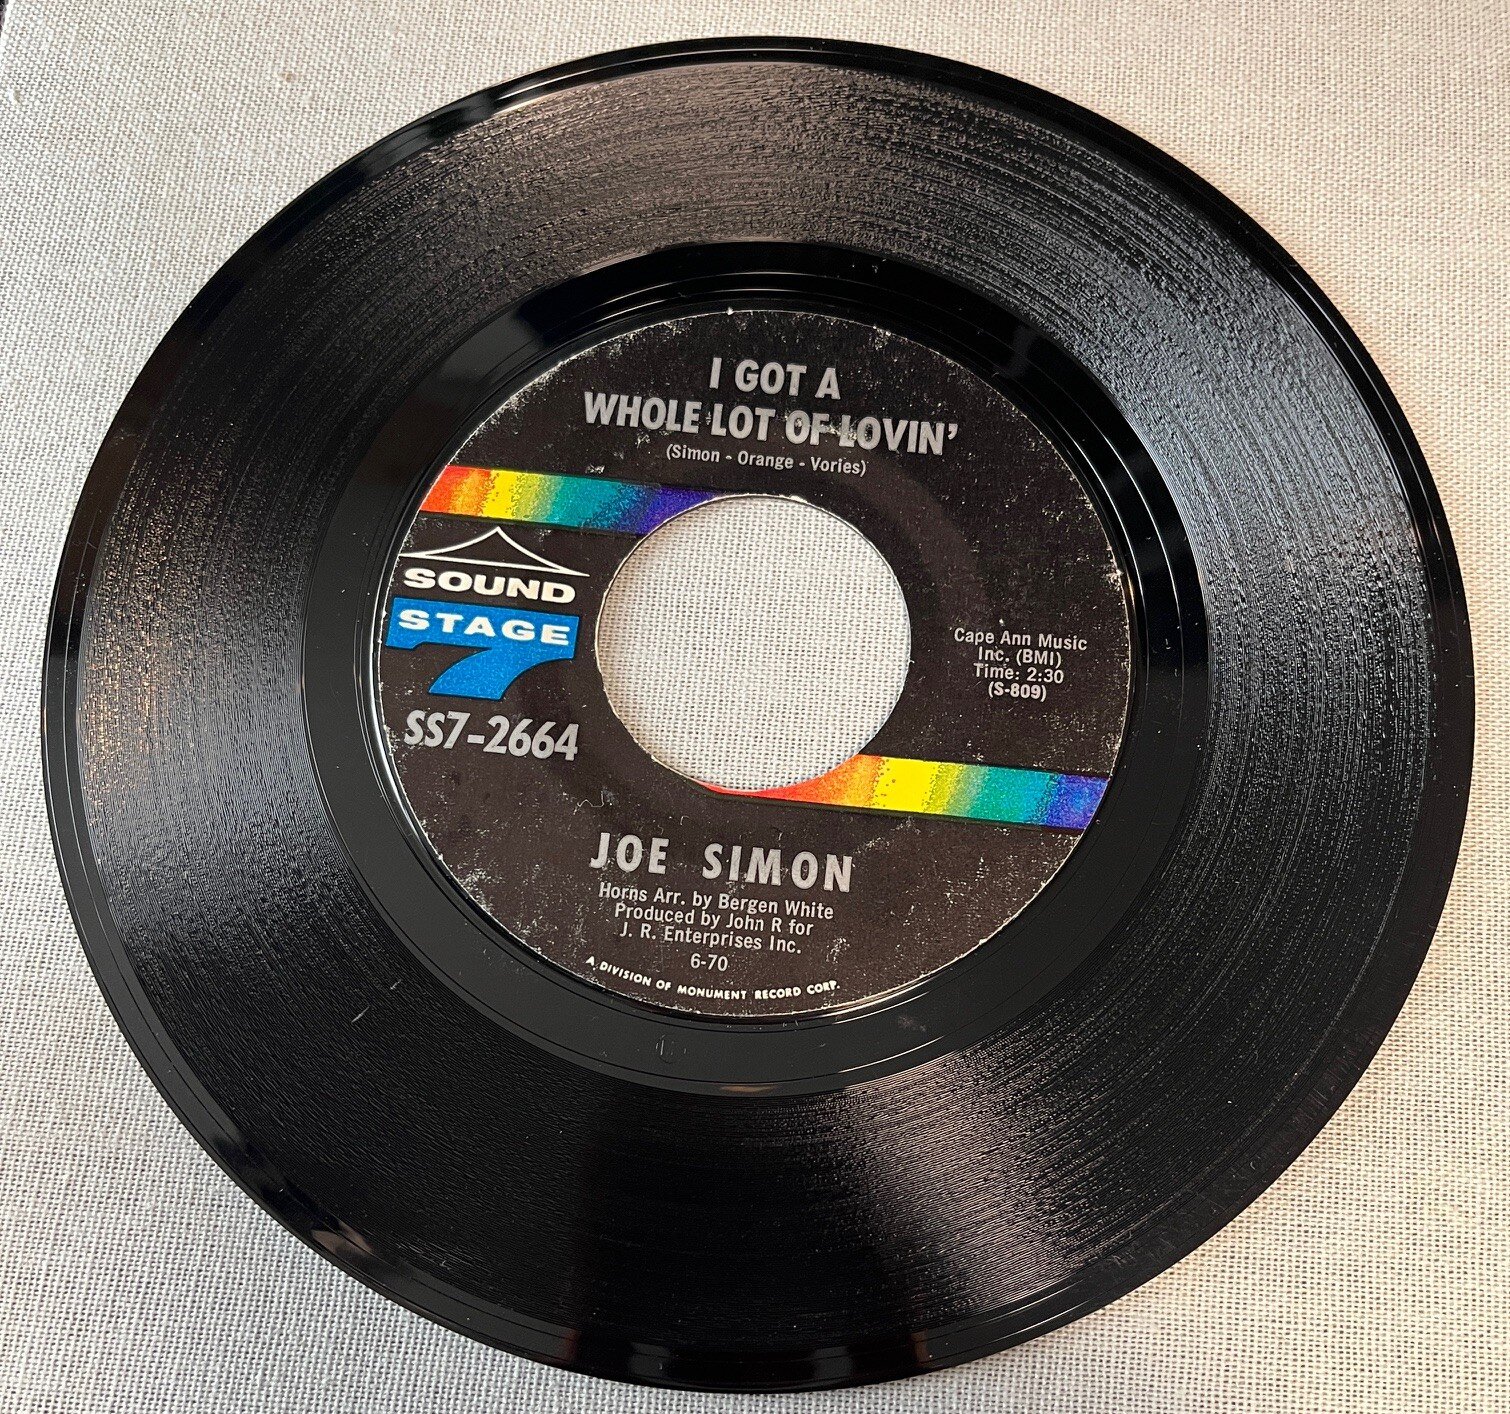 I GOT A
WHOLE LOT OF LOVIN'
(Simon - Orange - Vories)
SOUND
STAGE
7
SS7-2664
Cape Ann Music
Inc. (BMI)
Time: 2:30
(S-809)
JOE SIMON
Horns Arr. by Bergen White
Produced by John R for
J. R. Enterprises Inc.
6-70
A DIVISION OF MONUMENT RECORD CORP.